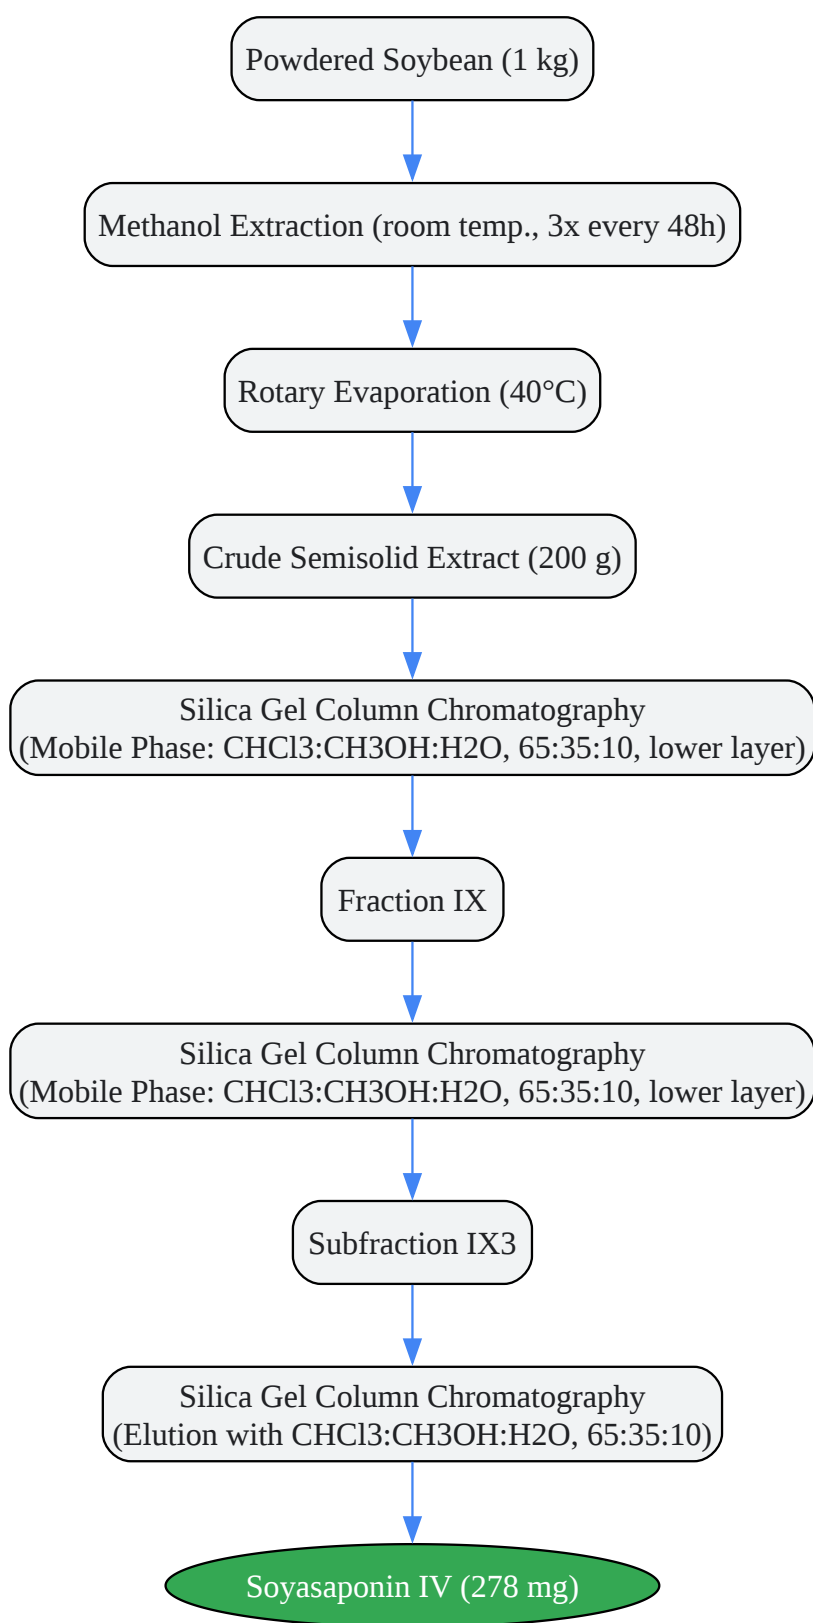 Powdered Soybean (1 kg)
Methanol Extraction (room temp., 3x every 48h)
Rotary Evaporation (40°C)
Crude Semisolid Extract (200 g)
Silica Gel Column Chromatography
(Mobile Phase: CHCl3:CH3OH:H2O, 65:35:10, lower layer)
Fraction IX
Silica Gel Column Chromatography
(Mobile Phase: CHCl3:CH3OH:H2O, 65:35:10, lower layer)
Subfraction IX3
Silica Gel Column Chromatography
(Elution with CHCl3:CH3OH:H2O, 65:35:10)
Soyasaponin IV (278 mg)